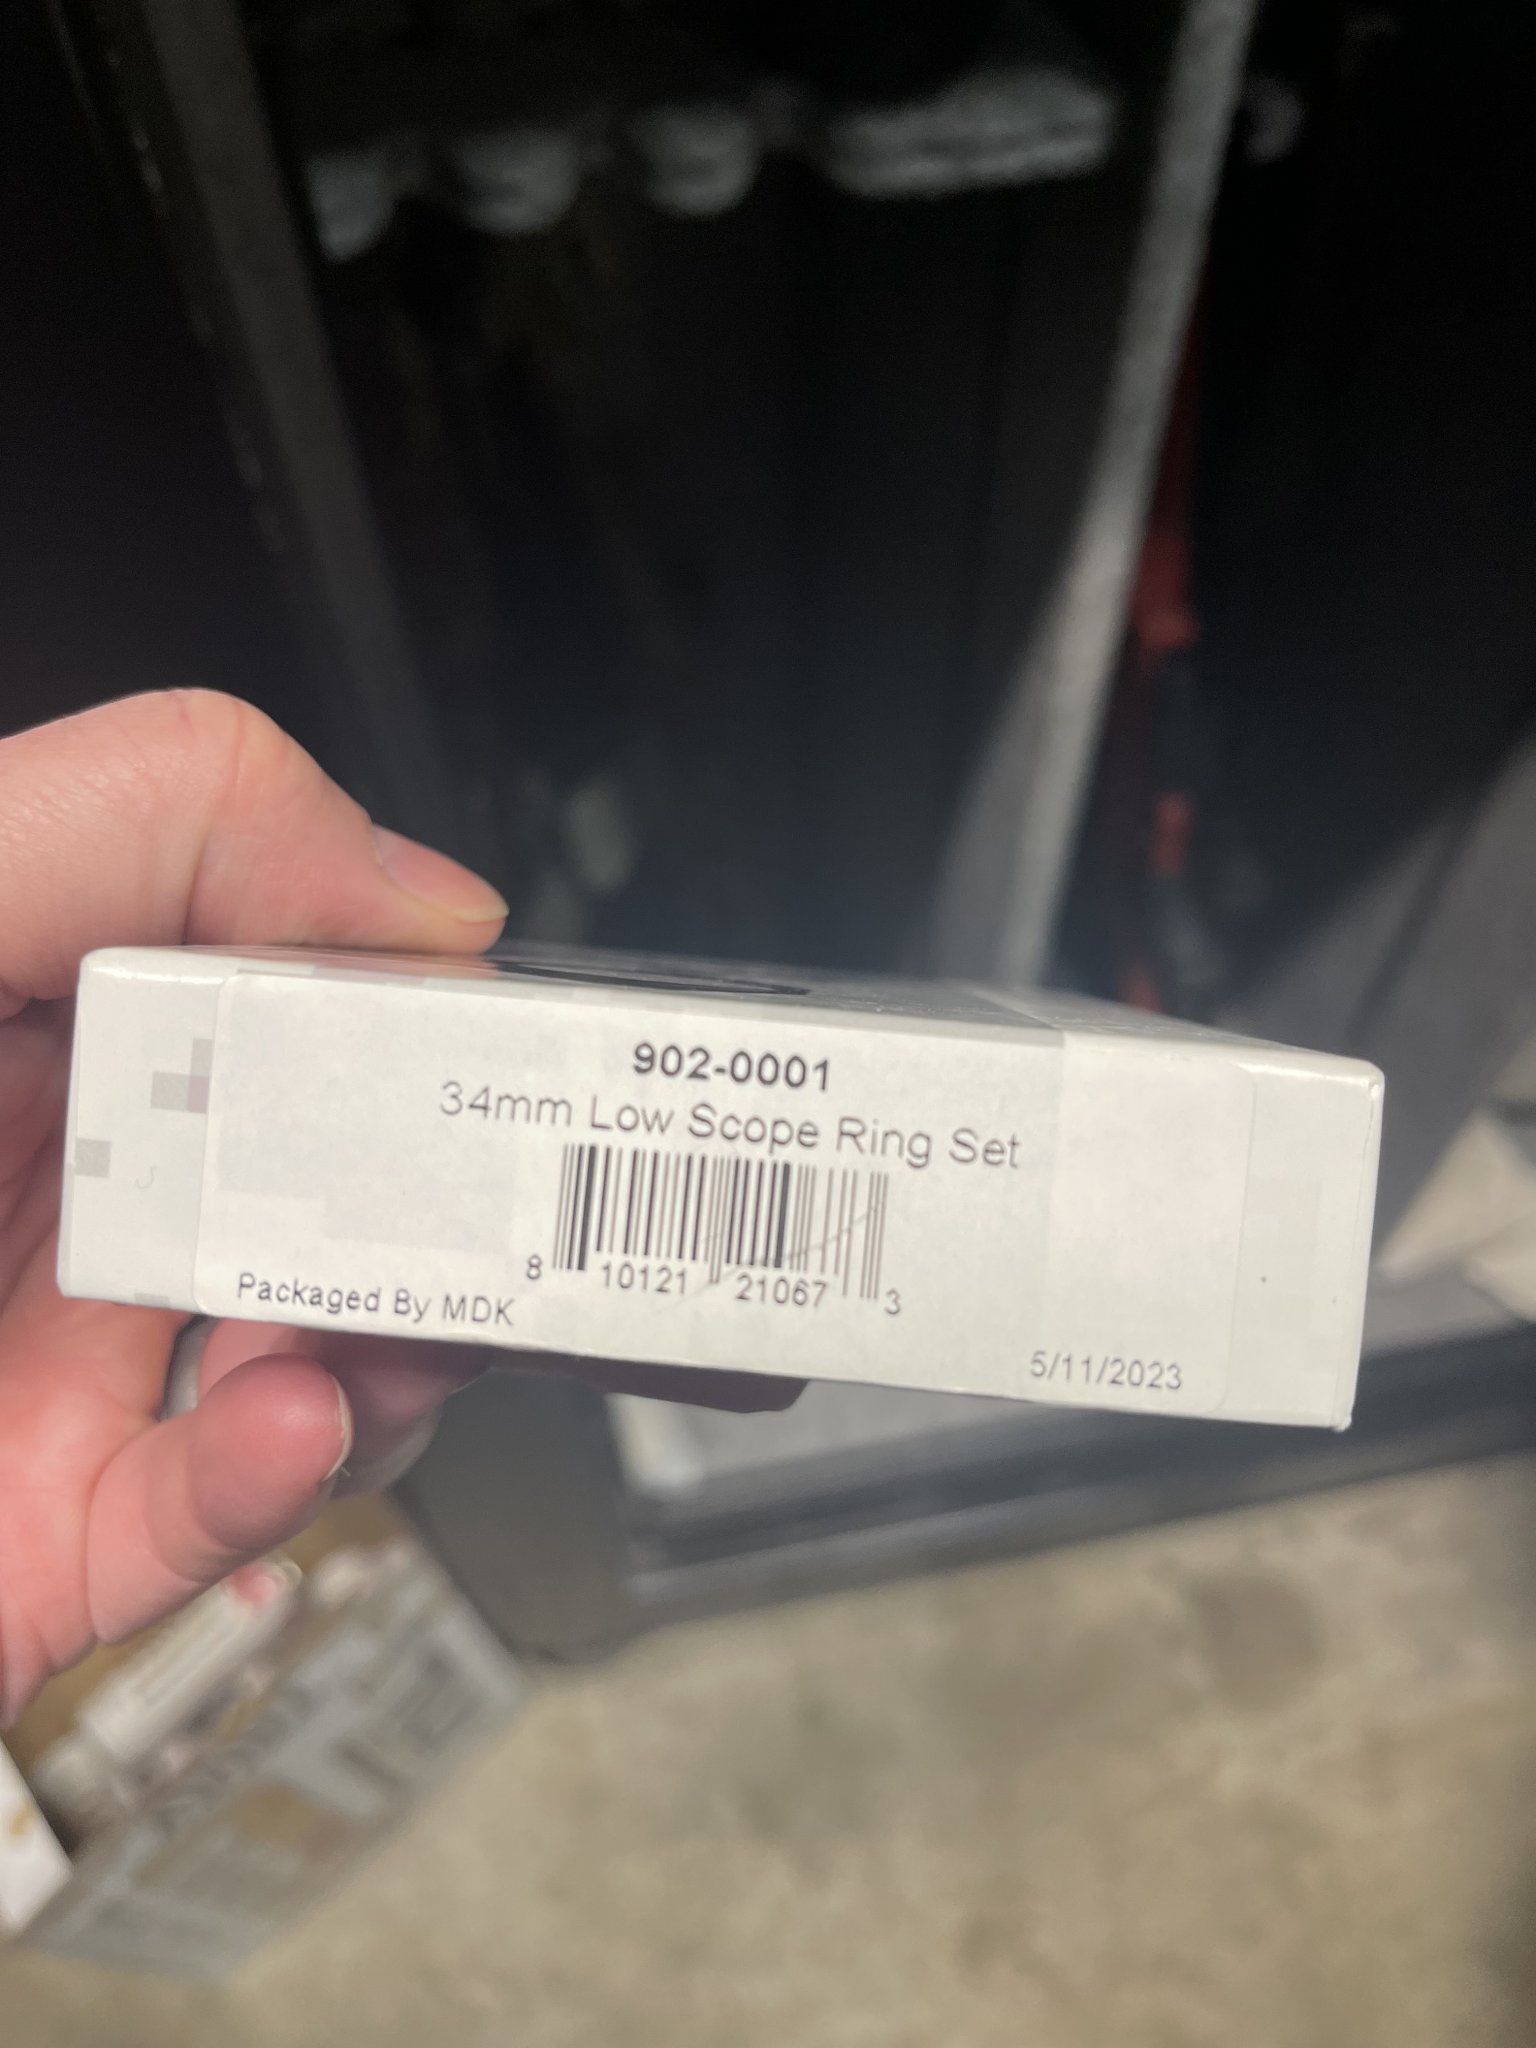 902-0001
34mm Low Scope Ring Set
8 10121 21067 3
Packaged By MDK
5/11/2023